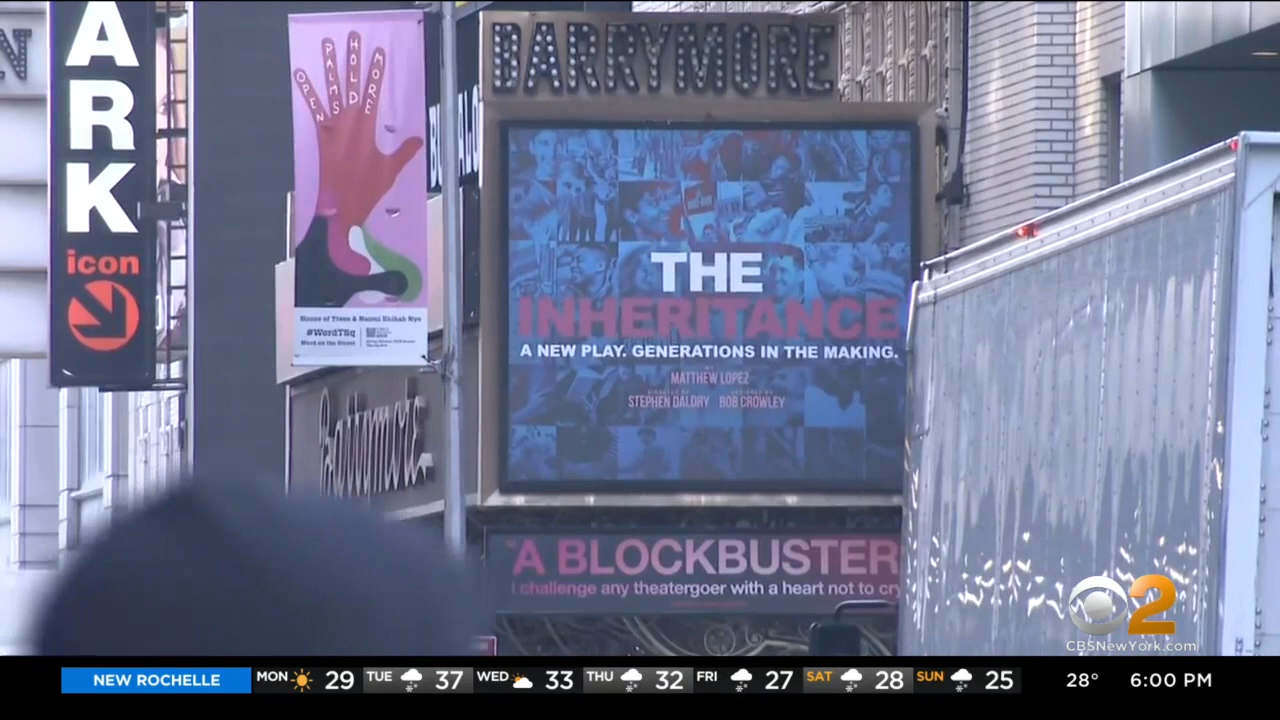 ARK
icon
OPEN
PALMS
HOLD
MORE
House of Trees & Naomi Shihab Nye
#WordTSq
Word on the Street
BARRYMORE
THE
INHERITANCE
A NEW PLAY. GENERATIONS IN THE MAKING.
BY
MATTHEW LOPEZ
STEPHEN DALDRY BOB CROWLEY
Barrymore
"A BLOCKBUSTER
i challenge any theatergoer with a heart not to cry
2
CBSNewYork.com
NEW ROCHELLE MON 29 TUE 37 WED 33 THU 32 FRI 27 SAT 28 SUN 25 28° 6:00 PM